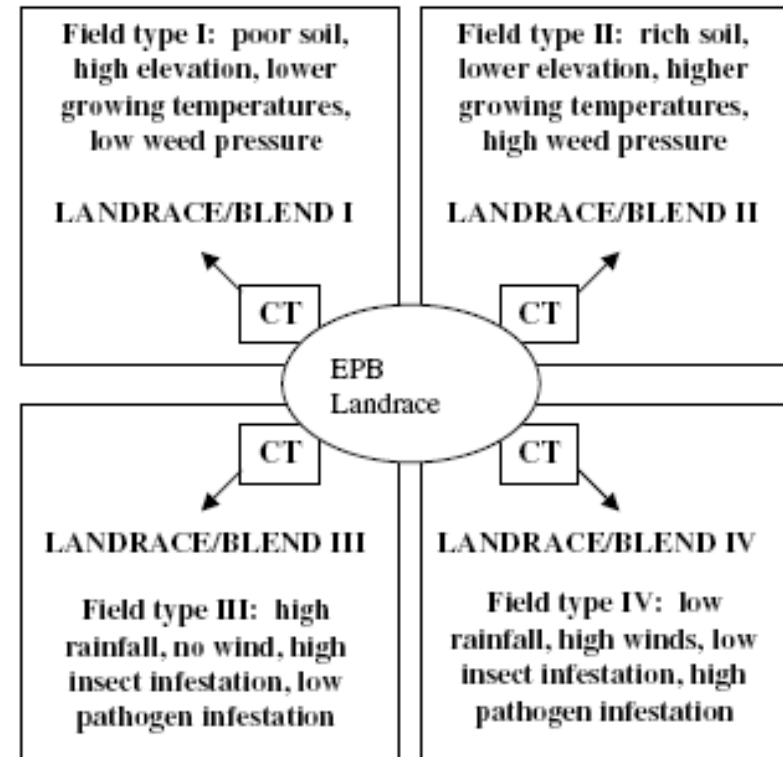 Field type I: poor soil,
high elevation, lower
growing temperatures,
low weed pressure
LANDRACE/BLEND I
CT
Field type II: rich soil,
lower elevation, higher
growing temperatures,
high weed pressure
LANDRACE/BLEND II
CT
EPB
Landrace
CT
LANDRACE/BLEND III
Field type III: high
rainfall, no wind, high
insect infestation, low
pathogen infestation
CT
LANDRACE/BLEND IV
Field type IV: low
rainfall, high winds, low
insect infestation, high
pathogen infestation